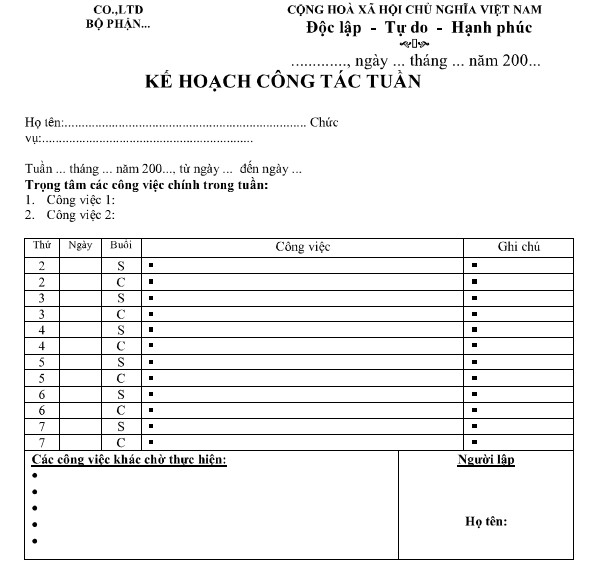 CO.,LTD
BỘ PHẬN...
CỘNG HOÀ XÃ HỘI CHỦ NGHĨA VIỆT NAM
Độc lập - Tự do - Hạnh phúc
............., ngày ... tháng ... năm 200...
KẾ HOẠCH CÔNG TÁC TUẦN
Họ tên:........................................................................... Chức
vụ:..................................................................
Tuần ... tháng ... năm 200..., từ ngày ... đến ngày ...
Trọng tâm các công việc chính trong tuần:
1. Công việc 1:
2. Công việc 2:
Thứ Ngày Buổi Công việc Ghi chú
2 S ▪ ▪
2 C ▪ ▪
3 S ▪ ▪
3 C ▪ ▪
4 S ▪ ▪
4 C ▪ ▪
5 S ▪ ▪
5 C ▪ ▪
6 S ▪ ▪
6 C ▪ ▪
7 S ▪ ▪
7 C ▪ ▪
Các công việc khác chờ thực hiện:
•
•
•
•
•
Người lập
Họ tên: